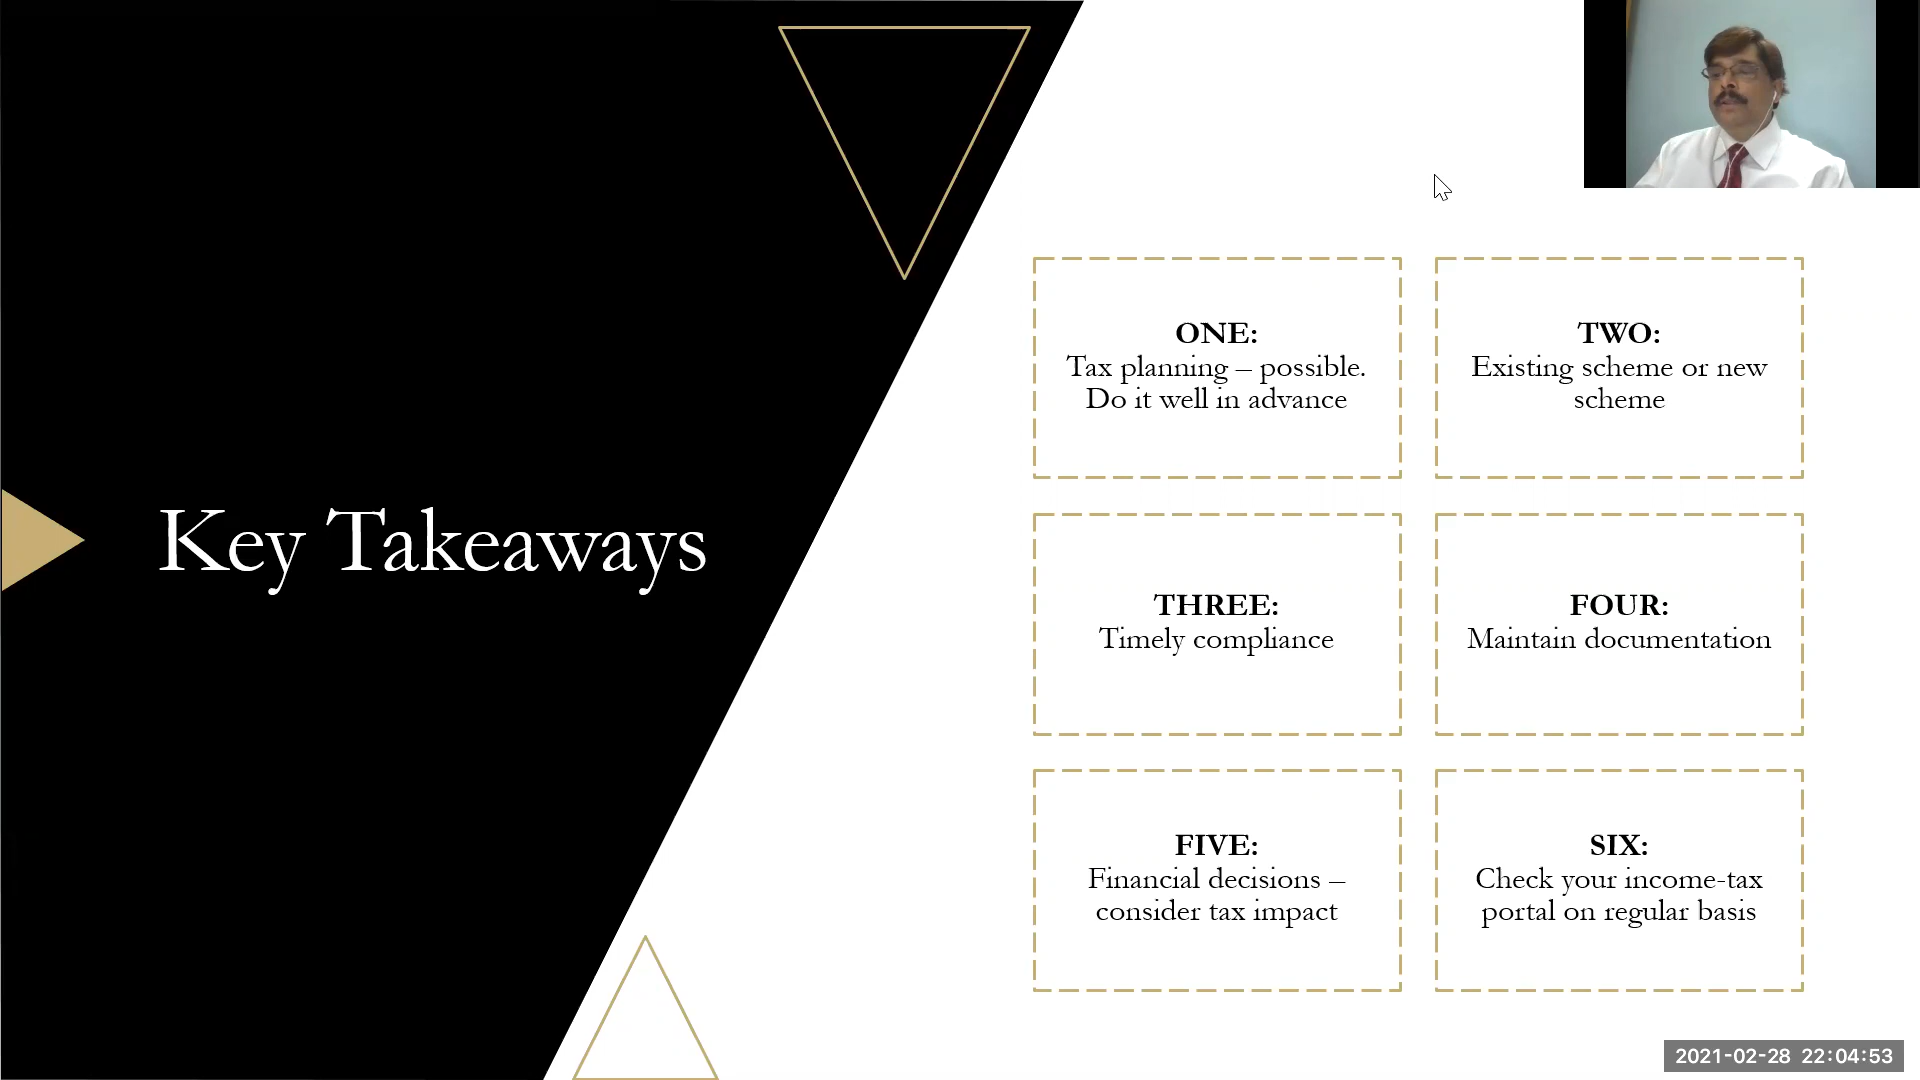 Key Takeaways
ONE:
Tax planning – possible.
Do it well in advance
TWO:
Existing scheme or new
scheme
THREE:
Timely compliance
FOUR:
Maintain documentation
FIVE:
Financial decisions –
consider tax impact
SIX:
Check your income-tax
portal on regular basis
2021-02-28 22:04:53